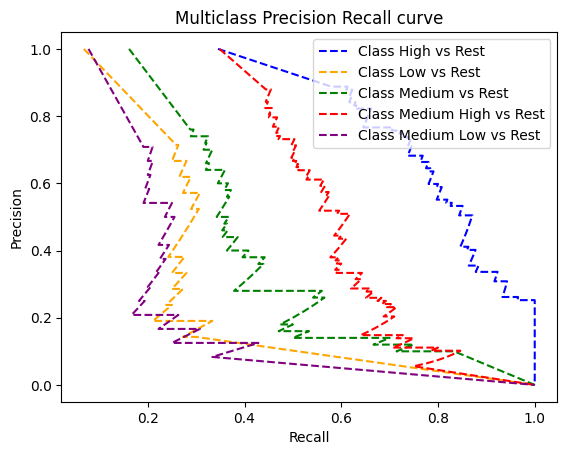 Multiclass Precision Recall curve
Class High vs Rest
Class Low vs Rest
Class Medium vs Rest
Class Medium High vs Rest
Class Medium Low vs Rest
Precision
1.0
0.8
0.6
0.4
0.2
0.0
0.2 0.4 0.6 0.8 1.0
Recall